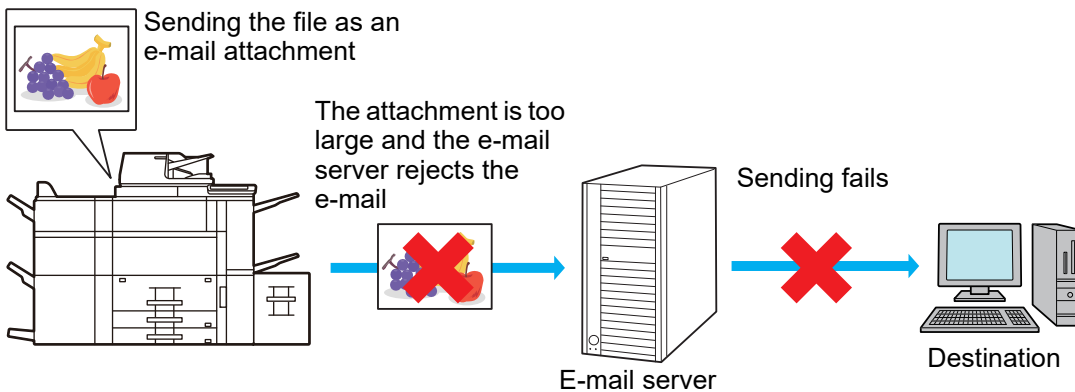 Sending the file as an
e-mail attachment
The attachment is too
large and the e-mail
server rejects the
e-mail
Sending fails
E-mail server
Destination